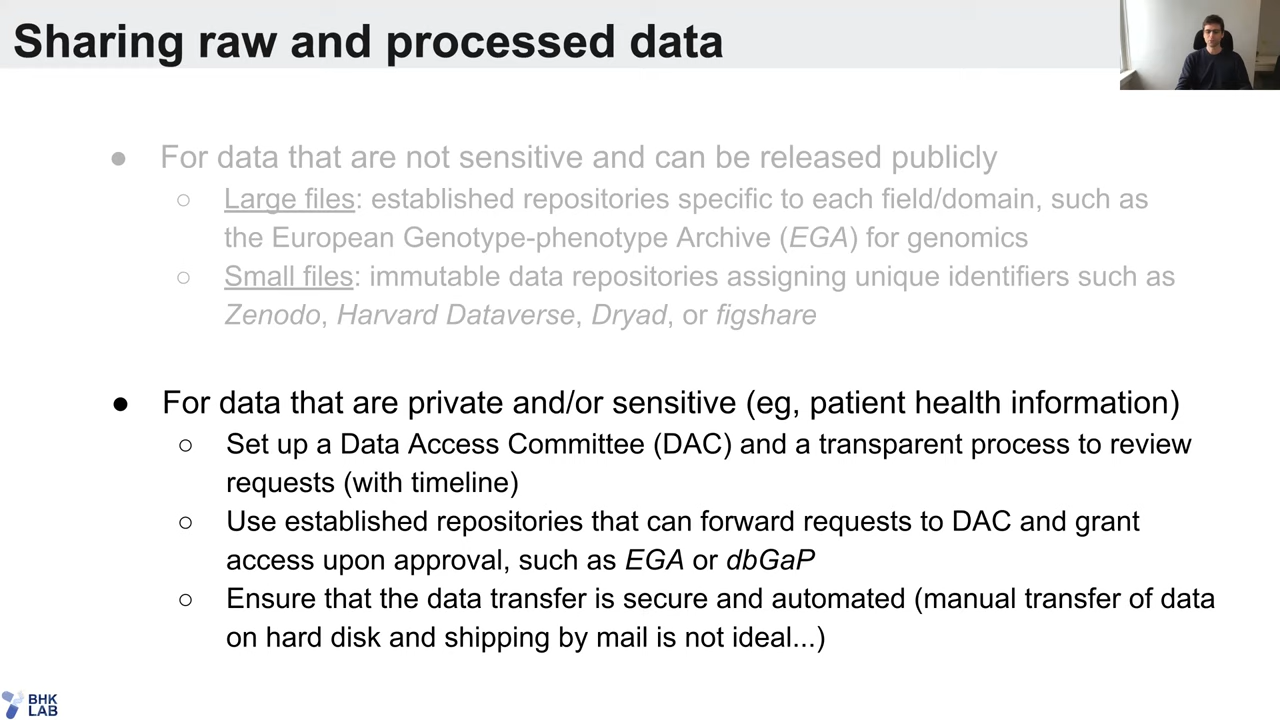 Sharing raw and processed data
● For data that are not sensitive and can be released publicly
○ Large files: established repositories specific to each field/domain, such as
the European Genotype-phenotype Archive (EGA) for genomics
○ Small files: immutable data repositories assigning unique identifiers such as
Zenodo, Harvard Dataverse, Dryad, or figshare
● For data that are private and/or sensitive (eg, patient health information)
○ Set up a Data Access Committee (DAC) and a transparent process to review
requests (with timeline)
○ Use established repositories that can forward requests to DAC and grant
access upon approval, such as EGA or dbGaP
○ Ensure that the data transfer is secure and automated (manual transfer of data
on hard disk and shipping by mail is not ideal...)
BHK
LAB